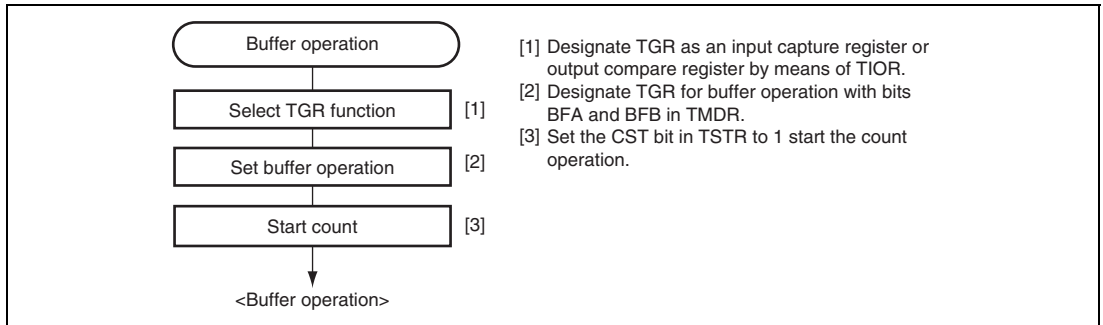 Buffer operation
Select TGR function
[1]
Set buffer operation
[2]
Start count
[3]
<Buffer operation>
[1] Designate TGR as an input capture register or
output compare register by means of TIOR.
[2] Designate TGR for buffer operation with bits
BFA and BFB in TMDR.
[3] Set the CST bit in TSTR to 1 start the count
operation.